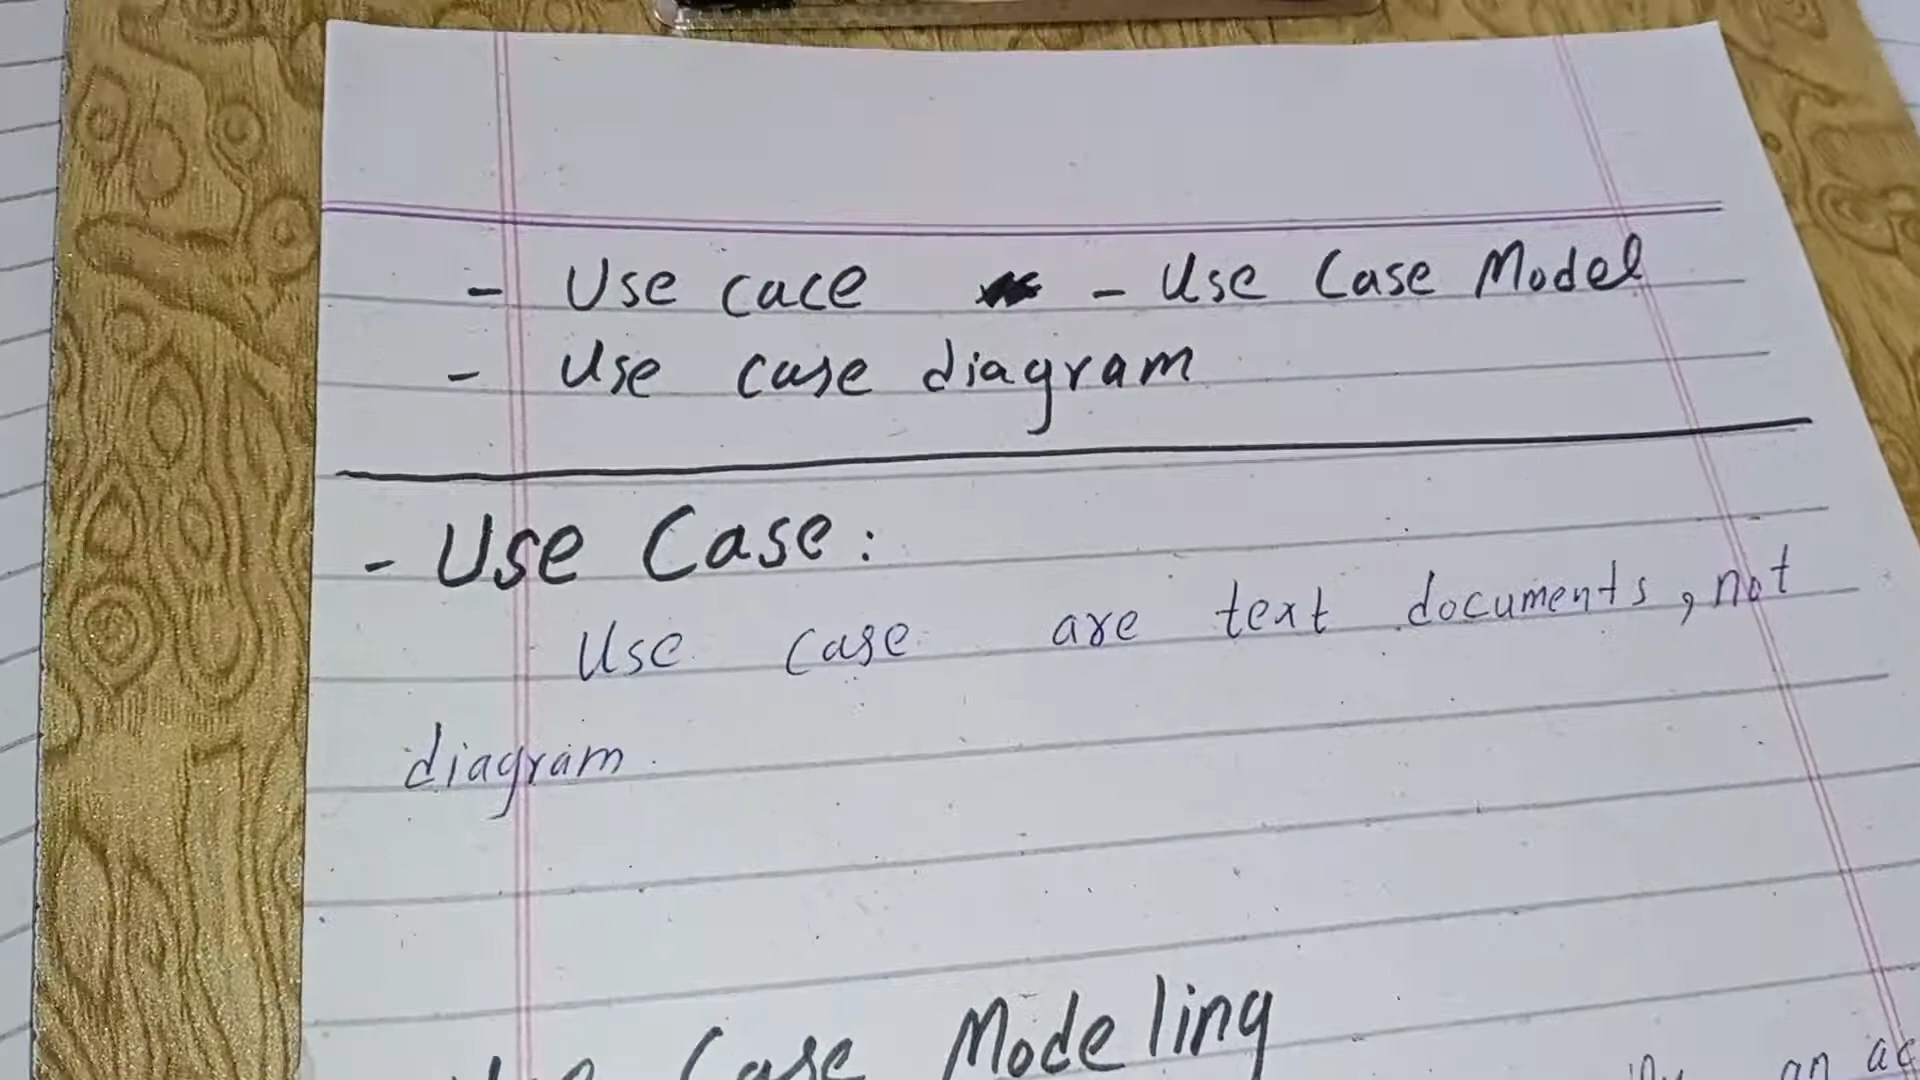 - Use cace - Use Case Model
- Use case diagram
- Use Case:
Use case are text documents, not
diagram.
Case Modeling
an